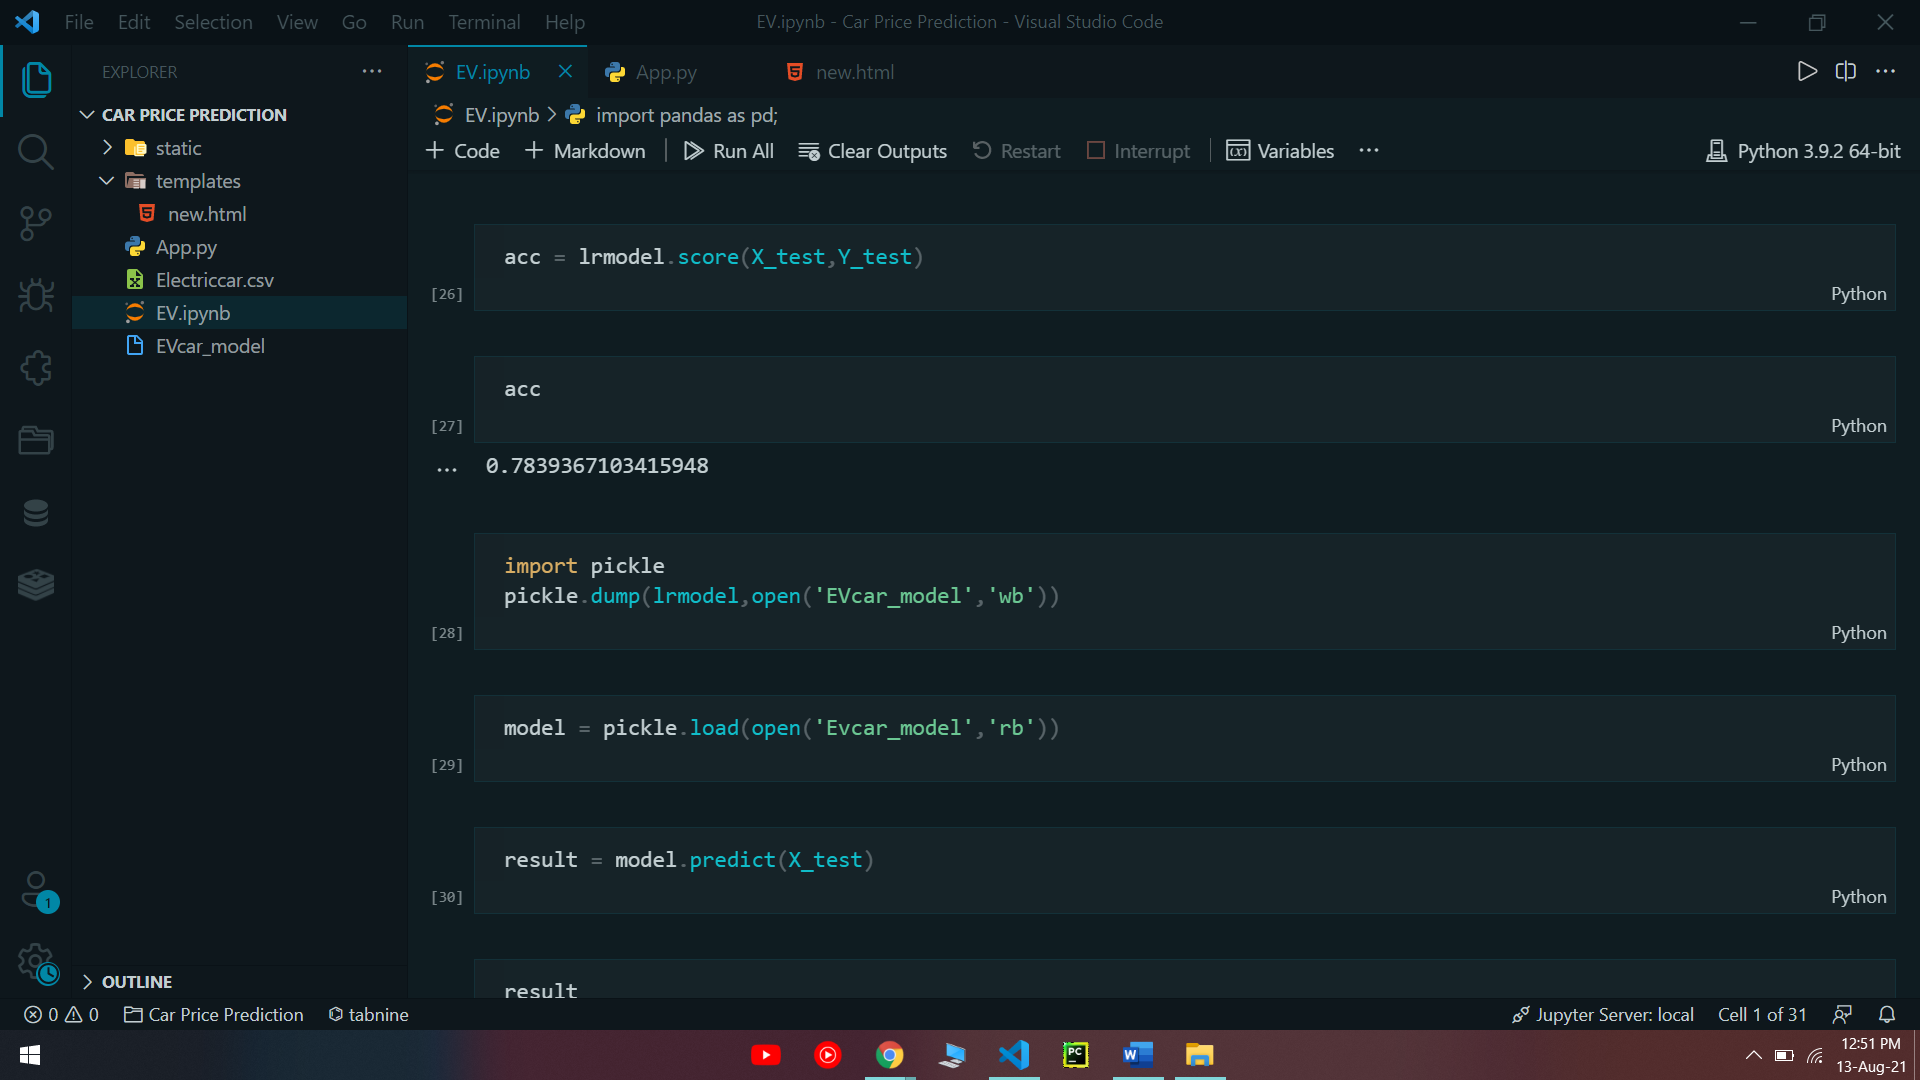 File Edit Selection View Go Run Terminal Help
EV.ipynb - Car Price Prediction - Visual Studio Code
EXPLORER
CAR PRICE PREDICTION
static
templates
new.html
App.py
Electriccar.csv
EV.ipynb
EVcar_model
OUTLINE
EV.ipynb App.py new.html
EV.ipynb > import pandas as pd;
+ Code + Markdown Run All Clear Outputs Restart Interrupt Variables ... Python 3.9.2 64-bit
acc = lrmodel.score(X_test,Y_test)
[26] Python
acc
[27] Python
... 0.7839367103415948
import pickle
pickle.dump(lrmodel,open('EVcar_model','wb'))
[28] Python
model = pickle.load(open('Evcar_model','rb'))
[29] Python
result = model.predict(X_test)
[30] Python
result
1
0 0 Car Price Prediction tabnine Jupyter Server: local Cell 1 of 31
PC W
12:51 PM
13-Aug-21